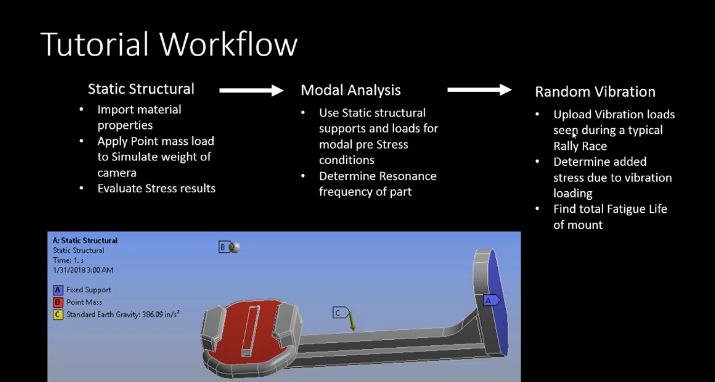 Tutorial Workflow
Static Structural
• Import material
properties
• Apply Point mass load
to Simulate weight of
camera
• Evaluate Stress results
Modal Analysis
• Use Static structural
supports and loads for
modal pre Stress
conditions
• Determine Resonance
frequency of part
Random Vibration
• Upload Vibration loads
seen during a typical
Rally Race
• Determine added
stress due to vibration
loading
• Find total Fatigue Life
of mount
A: Static Structural
Static Structural
Time: 1. s
1/31/2018 3:00 AM
A Fixed Support
B Point Mass
C Standard Earth Gravity: 386.09 in/s²
B
C
A